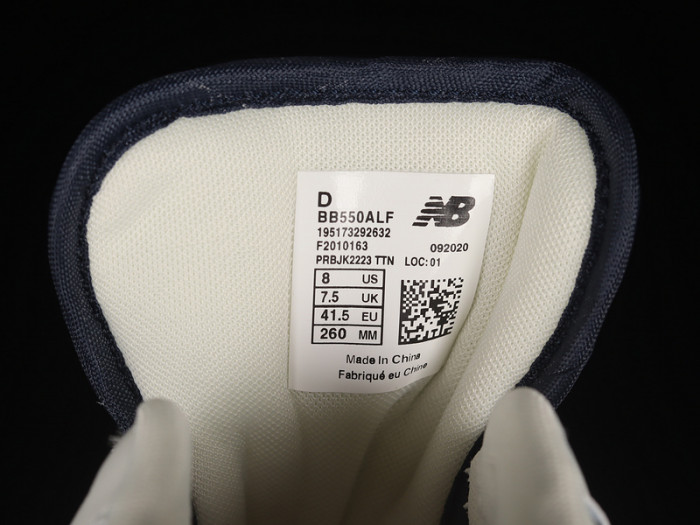 D
BB550ALF
NB
195173292632
F2010163 092020
PRBJK2223 TTN LOC: 01
8 US
7.5 UK
41.5 EU
260 MM
Made In China
Fabriqué eu Chine